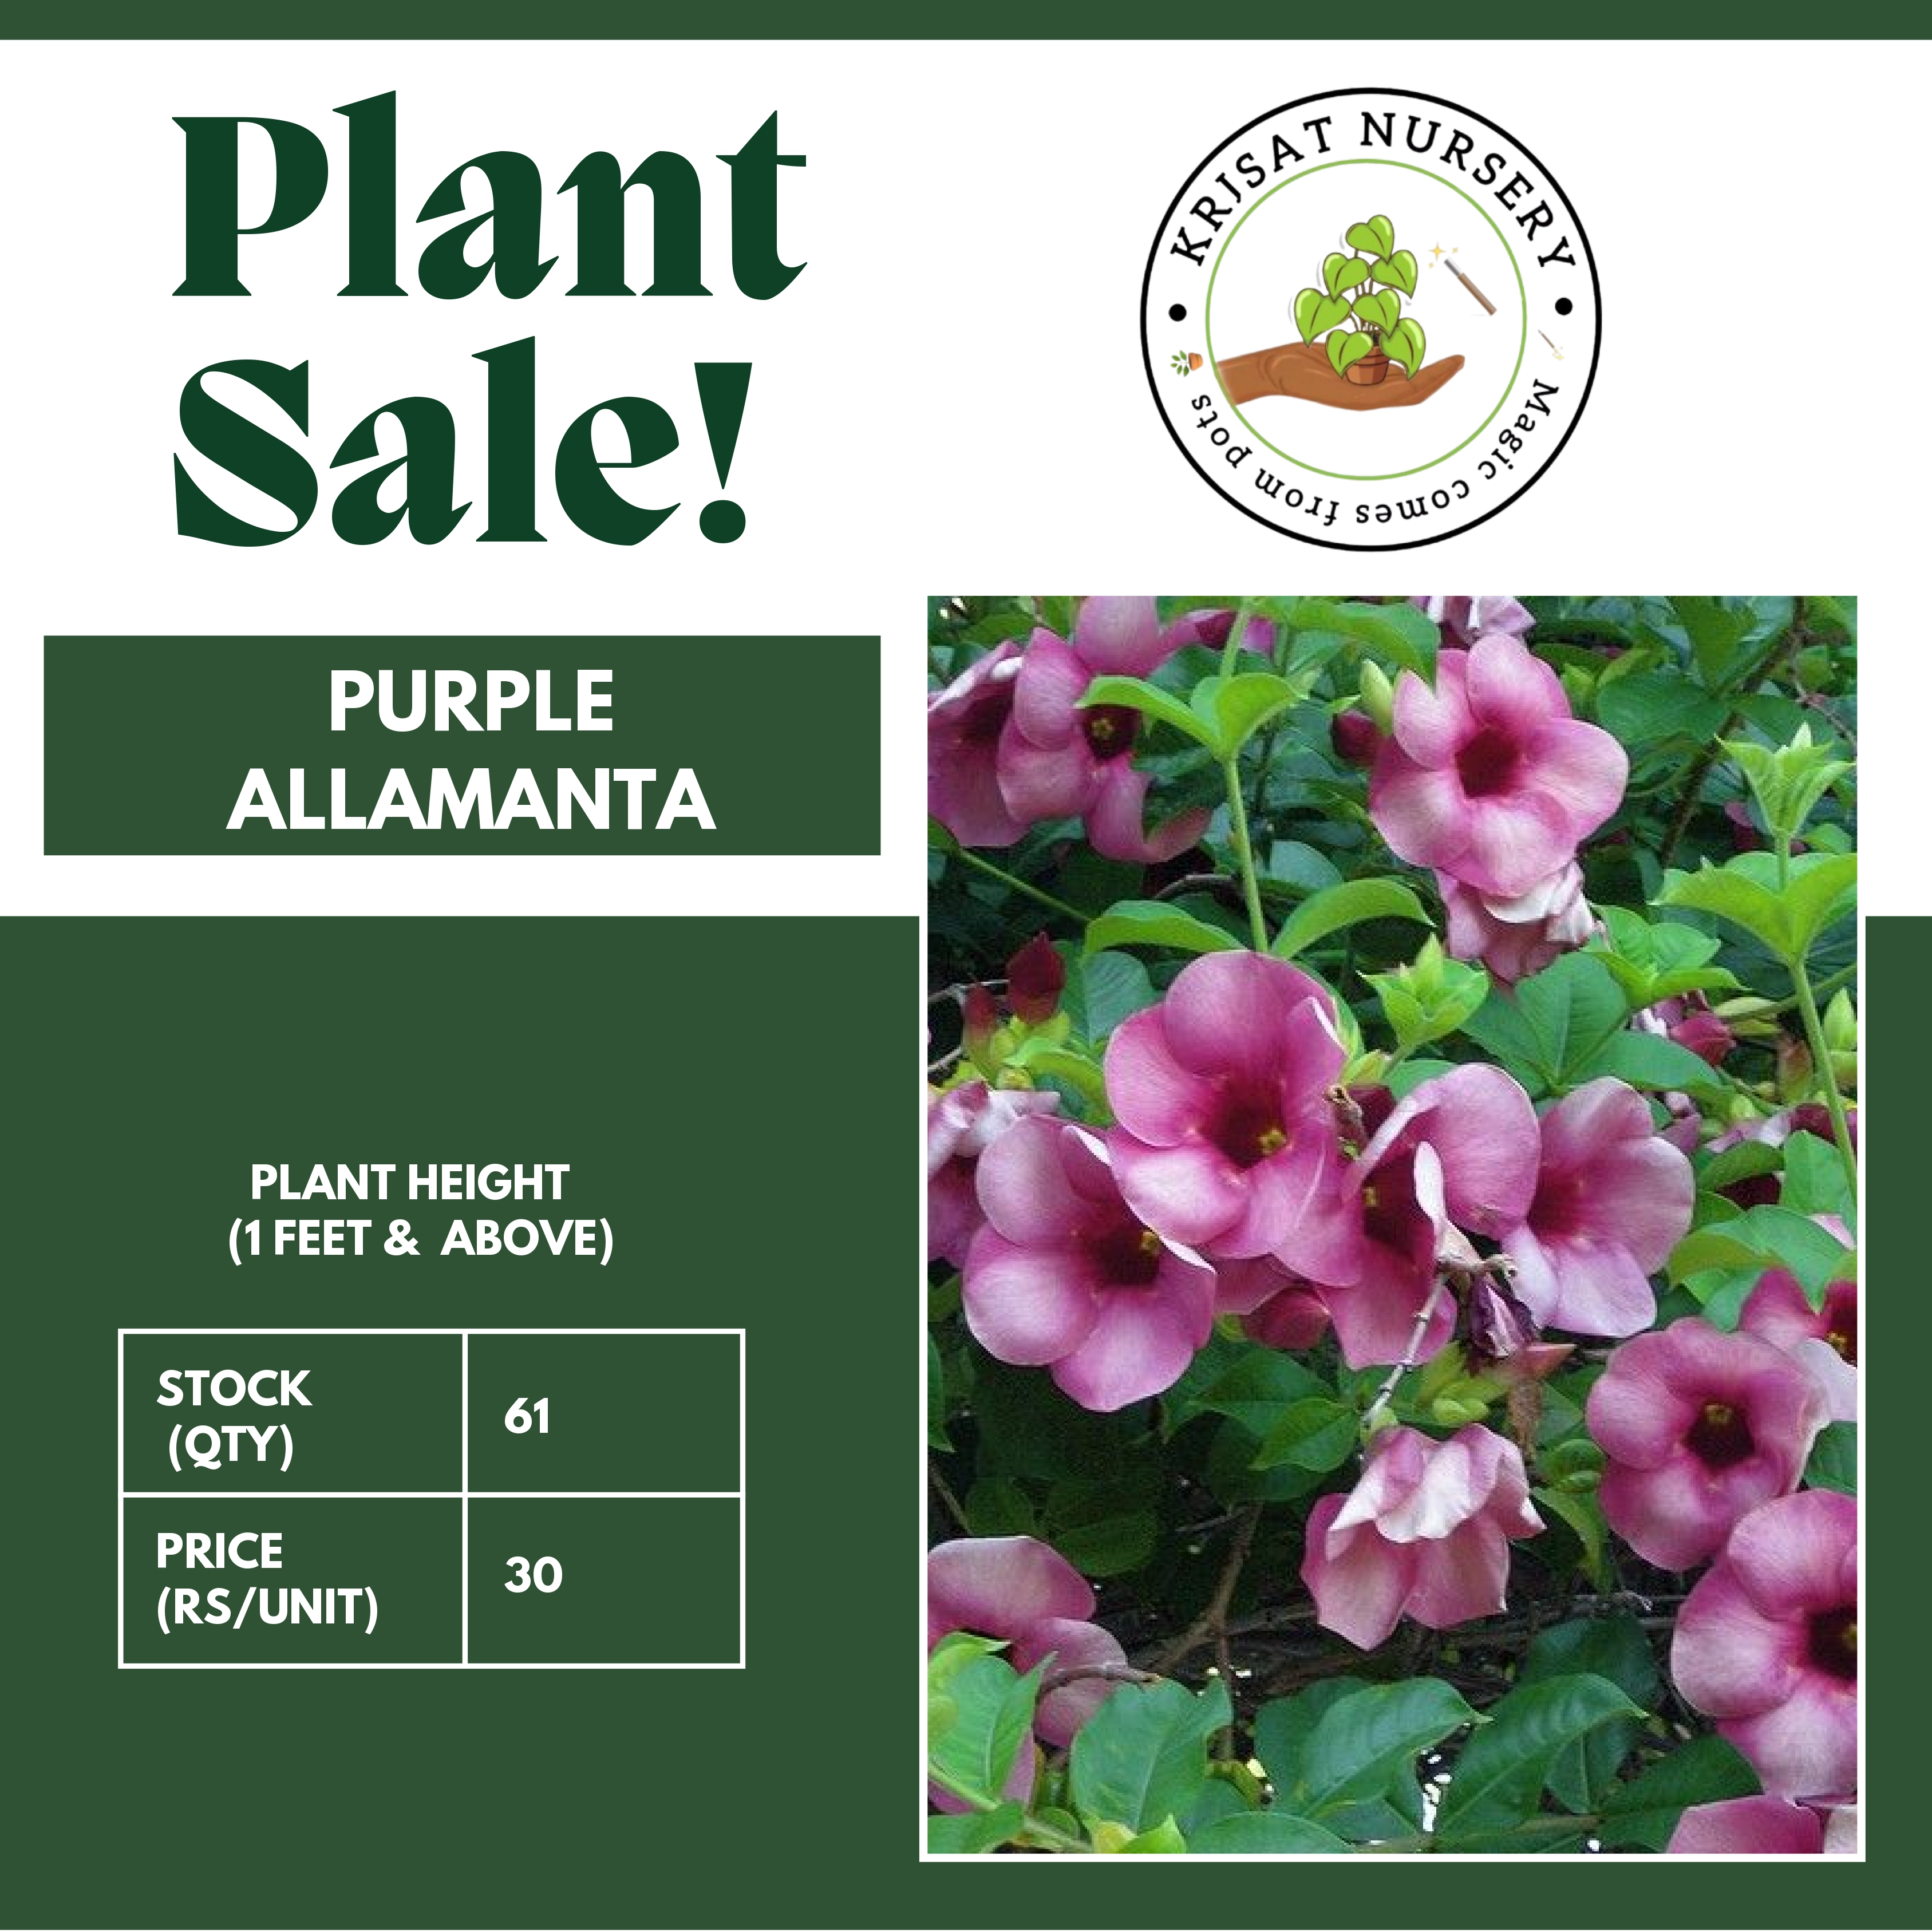 Plant
Sale!
KRISAT NURSERY
Magic comes from pots
PURPLE
ALLAMANTA
PLANT HEIGHT
(1 FEET & ABOVE)
STOCK
(QTY)
61
PRICE
(RS/UNIT)
30